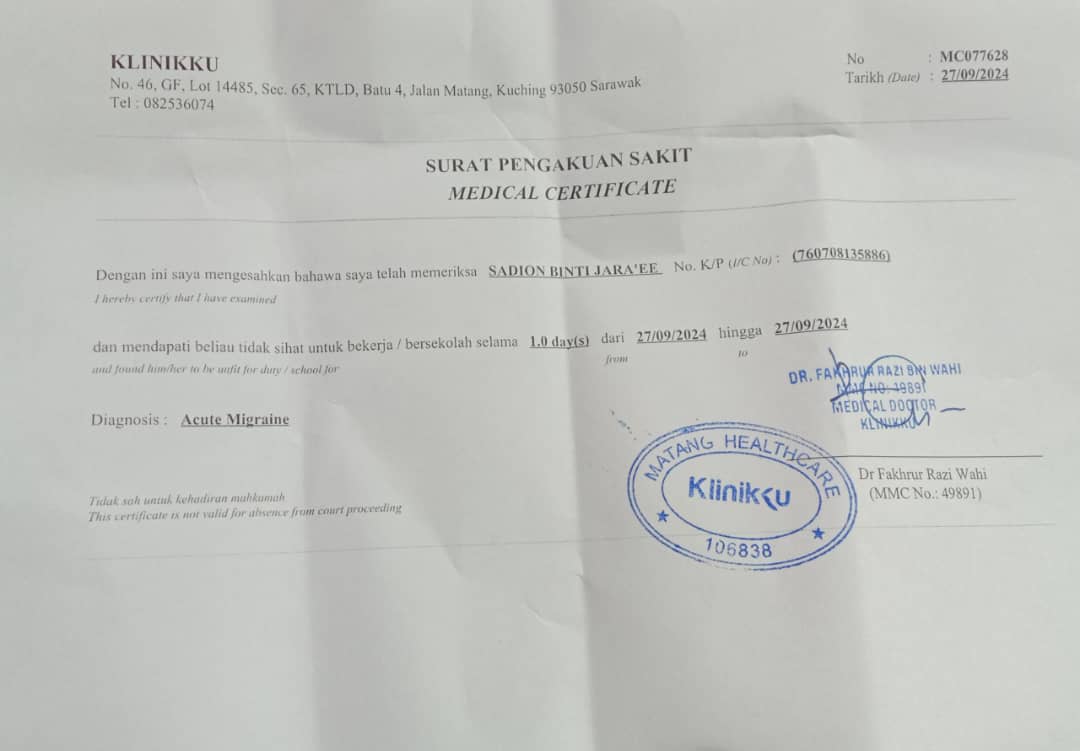 KLINIKKU
No. 46, GF, Lot 14485, Sec. 65, KTLD, Batu 4, Jalan Matang, Kuching 93050 Sarawak
Tel : 082536074
No : MC077628
Tarikh (Date) : 27/09/2024
SURAT PENGAKUAN SAKIT
MEDICAL CERTIFICATE
Dengan ini saya mengesahkan bahawa saya telah memeriksa SADION BINTI JARA'EE No. K/P (I/C No) : (760708135886)
I hereby certify that I have examined
dan mendapati beliau tidak sihat untuk bekerja / bersekolah selama 1.0 day(s) dari 27/09/2024 hingga 27/09/2024
and found him/her to be unfit for duty / school for from to
Diagnosis : Acute Migraine
DR. FAKHRUR RAZI BIN WAHI
MMC NO: 49891
MEDICAL DOCTOR
KLINIKKU
Dr Fakhrur Razi Wahi
(MMC No.: 49891)
MATANG HEALTHCARE
Klinikku
106838
Tidak sah untuk kehadiran mahkamah
This certificate is not valid for absence from court proceeding